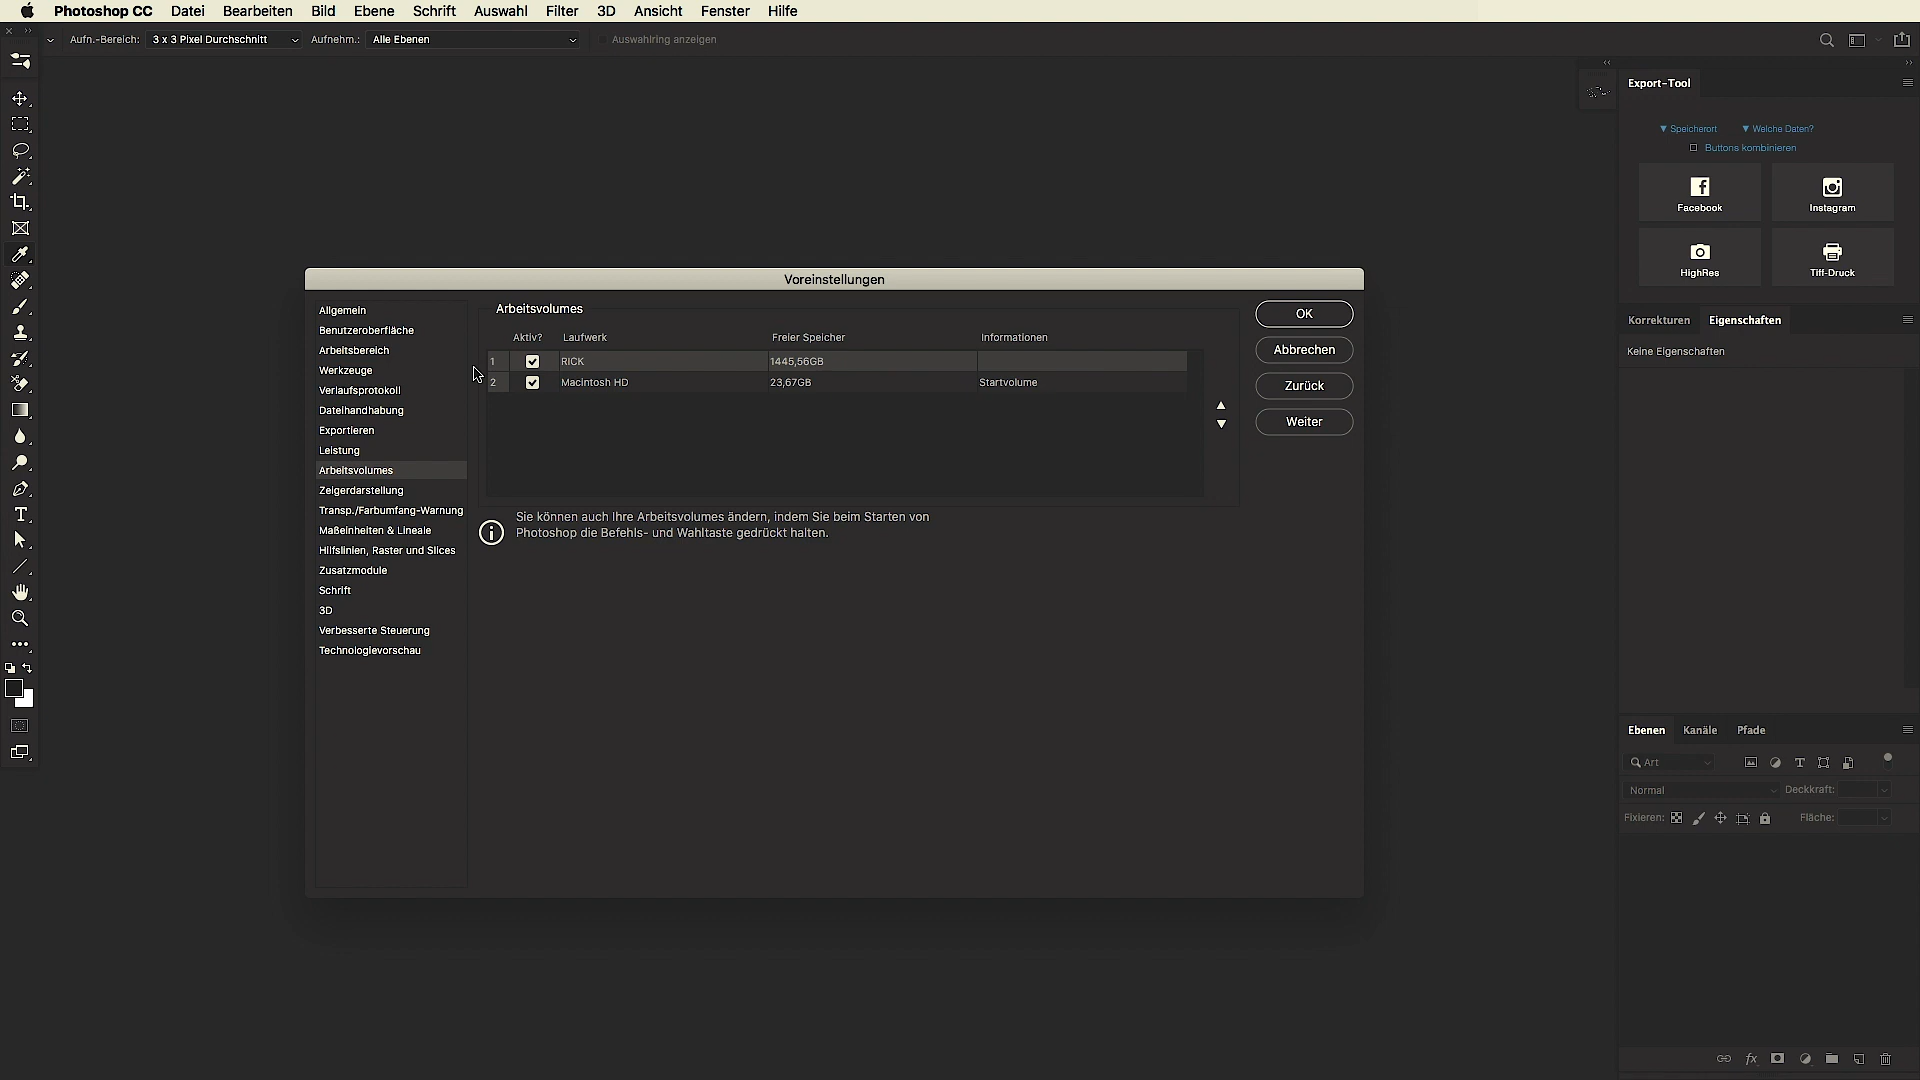 Photoshop CC Datei Bearbeiten Bild Ebene Schrift Auswahl Filter 3D Ansicht Fenster Hilfe
Aufn.-Bereich: 3 x 3 Pixel Durchschnitt Aufnehm.: Alle Ebenen Auswahlring anzeigen
Export-Tool
Speicherort Welche Daten?
Buttons kombinieren
Facebook Instagram
HighRes Tiff-Druck
Korrekturen Eigenschaften
Keine Eigenschaften
Voreinstellungen
Allgemein
Benutzeroberfläche
Arbeitsbereich
Werkzeuge
Verlaufsprotokoll
Dateihandhabung
Exportieren
Leistung
Arbeitsvolumes
Zeigerdarstellung
Transp./Farbumfang-Warnung
Maßeinheiten & Lineale
Hilfslinien, Raster und Slices
Zusatzmodule
Schrift
3D
Verbesserte Steuerung
Technologievorschau
Arbeitsvolumes
Aktiv? Laufwerk Freier Speicher Informationen
1 RICK 1445,56GB
2 Macintosh HD 23,67GB Startvolume
Sie können auch Ihre Arbeitsvolumes ändern, indem Sie beim Starten von
Photoshop die Befehls- und Wahltaste gedrückt halten.
OK
Abbrechen
Zurück
Weiter
Ebenen Kanäle Pfade
Art
Normal Deckkraft:
Fixieren: Fläche: